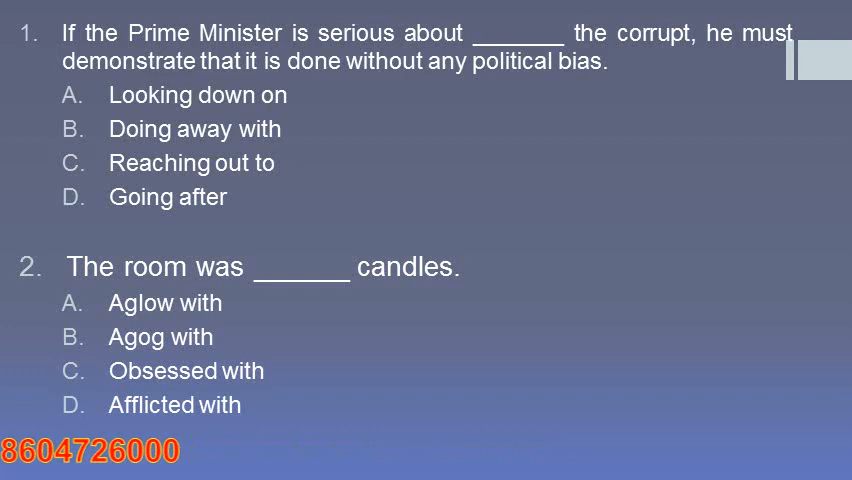 1. If the Prime Minister is serious about _______ the corrupt, he must
demonstrate that it is done without any political bias.
A. Looking down on
B. Doing away with
C. Reaching out to
D. Going after
2. The room was ______ candles.
A. Aglow with
B. Agog with
C. Obsessed with
D. Afflicted with
8604726000